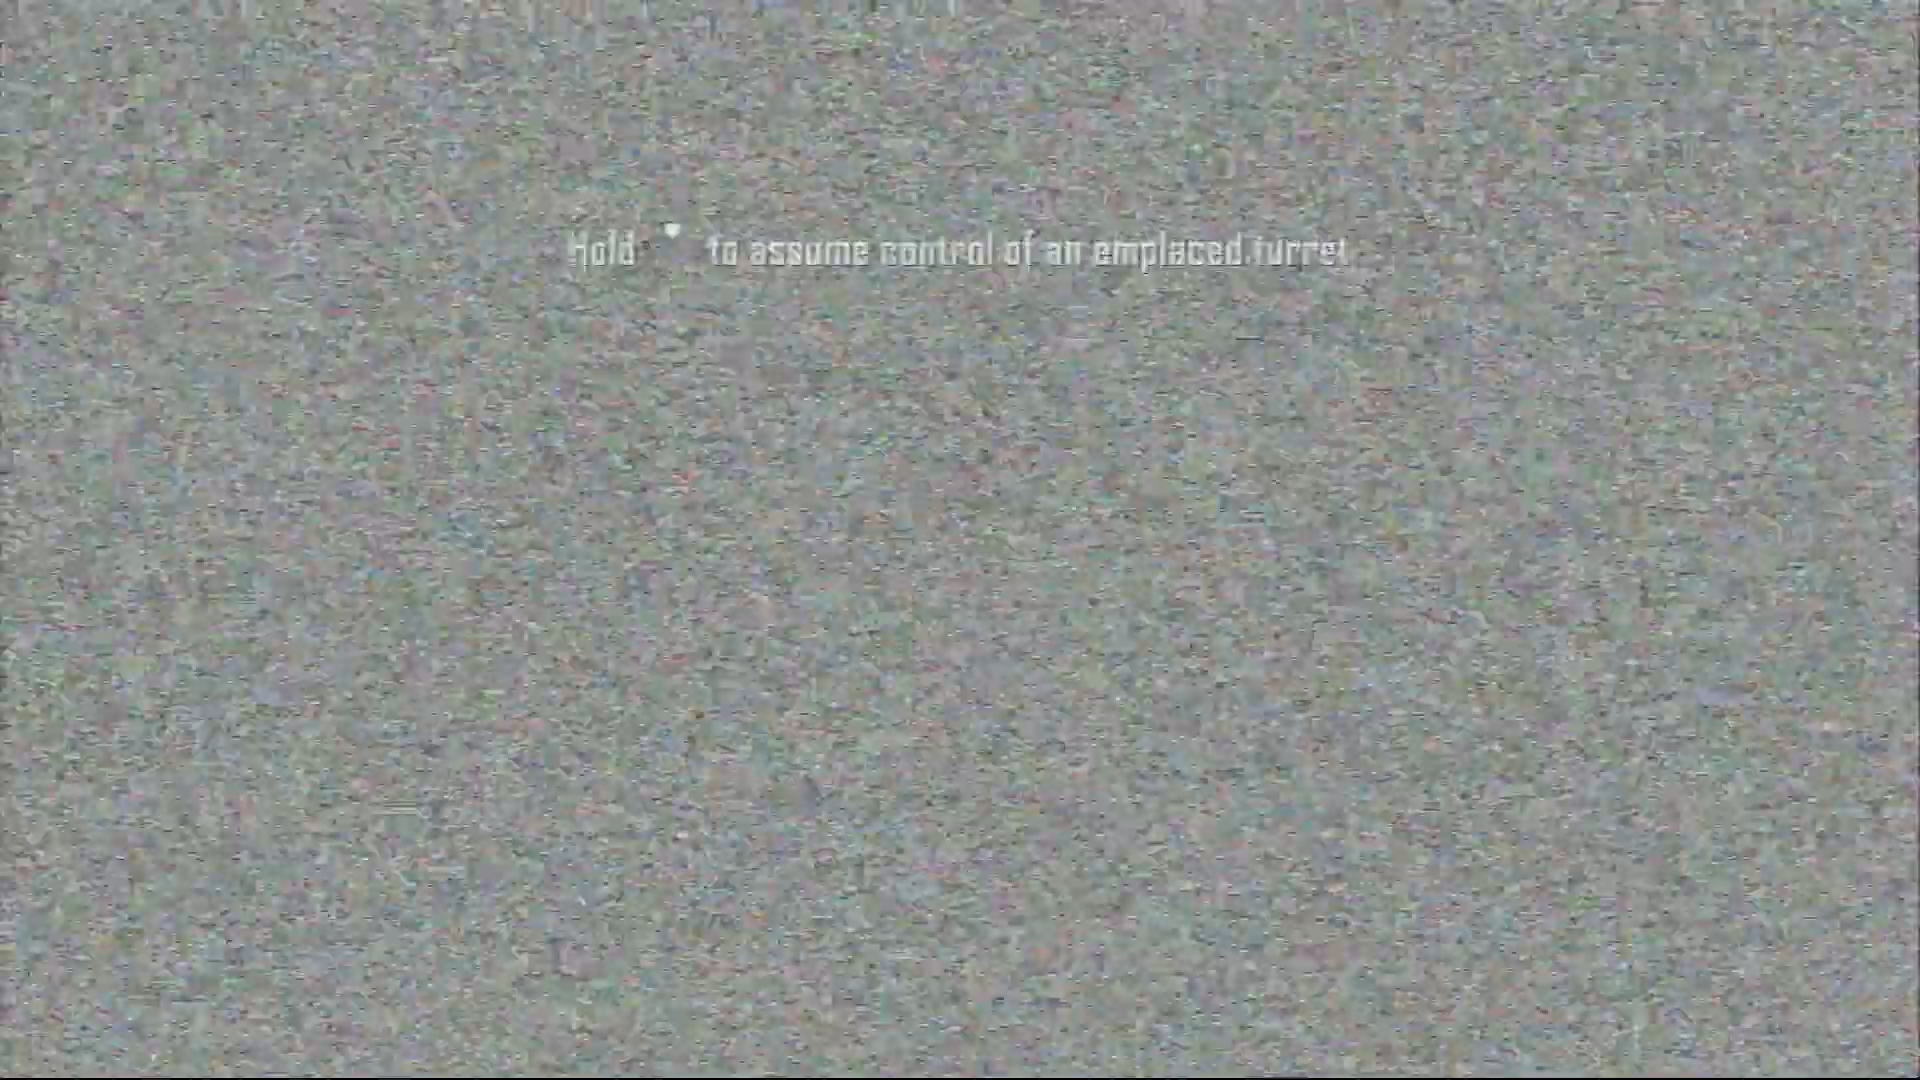 Hold to assume control of an emplaced turret